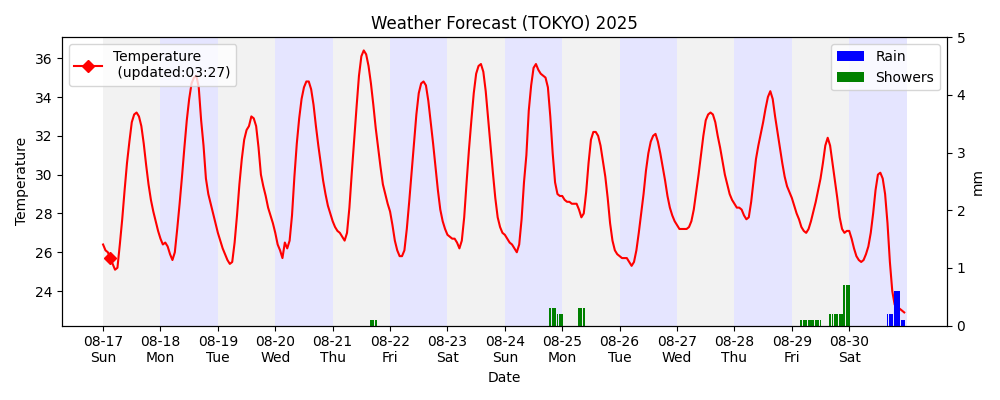 Weather Forecast (TOKYO) 2025
Temperature
(updated:03:27)
Rain
Showers
Temperature
36
34
32
30
28
26
24
5
4
3
2
1
0
mm
08-17 08-18 08-19 08-20 08-21 08-22 08-23 08-24 08-25 08-26 08-27 08-28 08-29 08-30
Sun Mon Tue Wed Thu Fri Sat Sun Mon Tue Wed Thu Fri Sat
Date